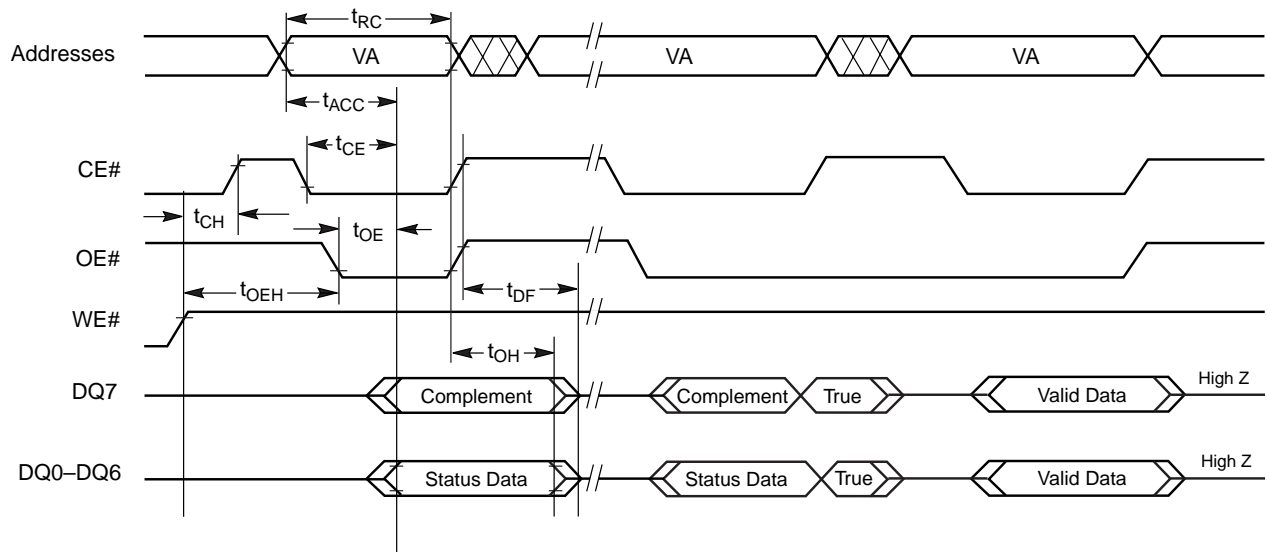 tRC
Addresses VA VA VA
tACC
tCE
CE#
tCH tOE
OE#
tOEH tDF
WE#
tOH
DQ7 Complement Complement True Valid Data High Z
DQ0–DQ6 Status Data Status Data True Valid Data High Z